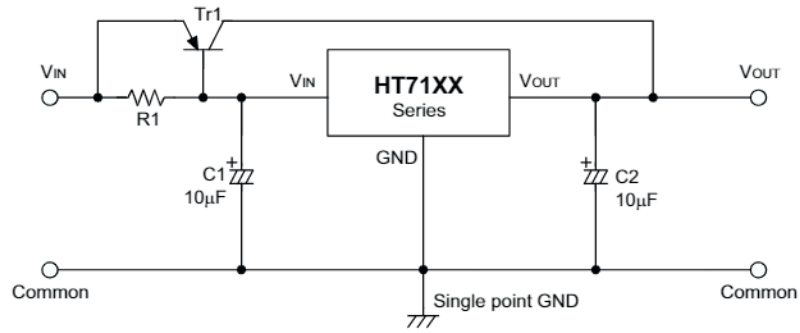 Tr1
VIN
R1
VIN
HT71XX
Series
VOUT
VOUT
GND
C1
10µF
+
C2
10µF
+
Common
Single point GND
Common